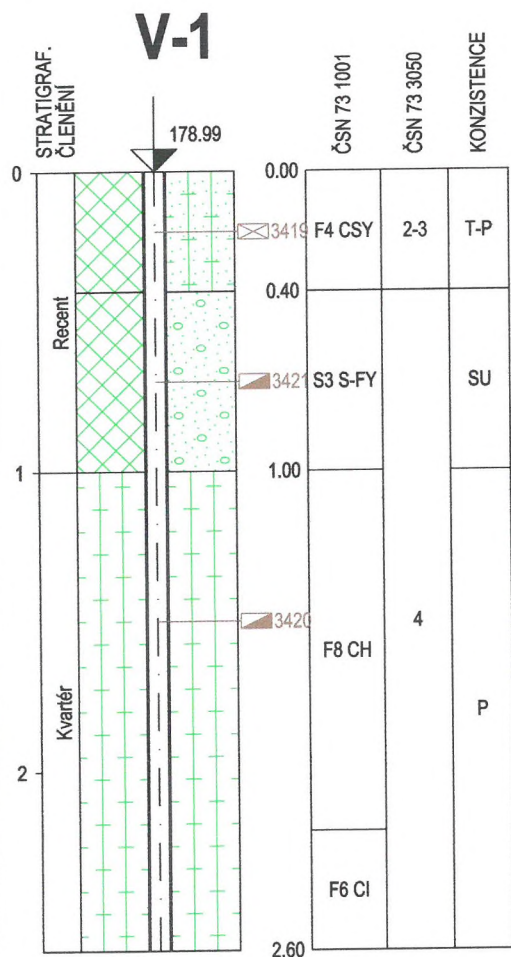 V-1
STRATIGRAF.
ČLENĚNÍ
178.99
ČSN 73 1001
ČSN 73 3050
KONZISTENCE
0
0.00
3419
F4 CSY
2-3
T-P
0.40
Recent
3421
S3 S-FY
SU
1
1.00
3420
F8 CH
4
Kvartér
P
2
F6 CI
2.60